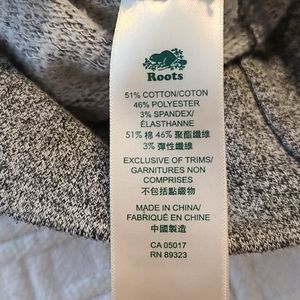 Roots
51% COTTON/COTON
46% POLYESTER
3% SPANDEX/
ÉLASTHANNE
51% 棉 46% 聚酯纖維
3% 彈性纖維
EXCLUSIVE OF TRIMS/
GARNITURES NON
COMPRISES
不包括點綴物
MADE IN CHINA/
FABRIQUÉ EN CHINE
中國製造
CA 05017
RN 89323